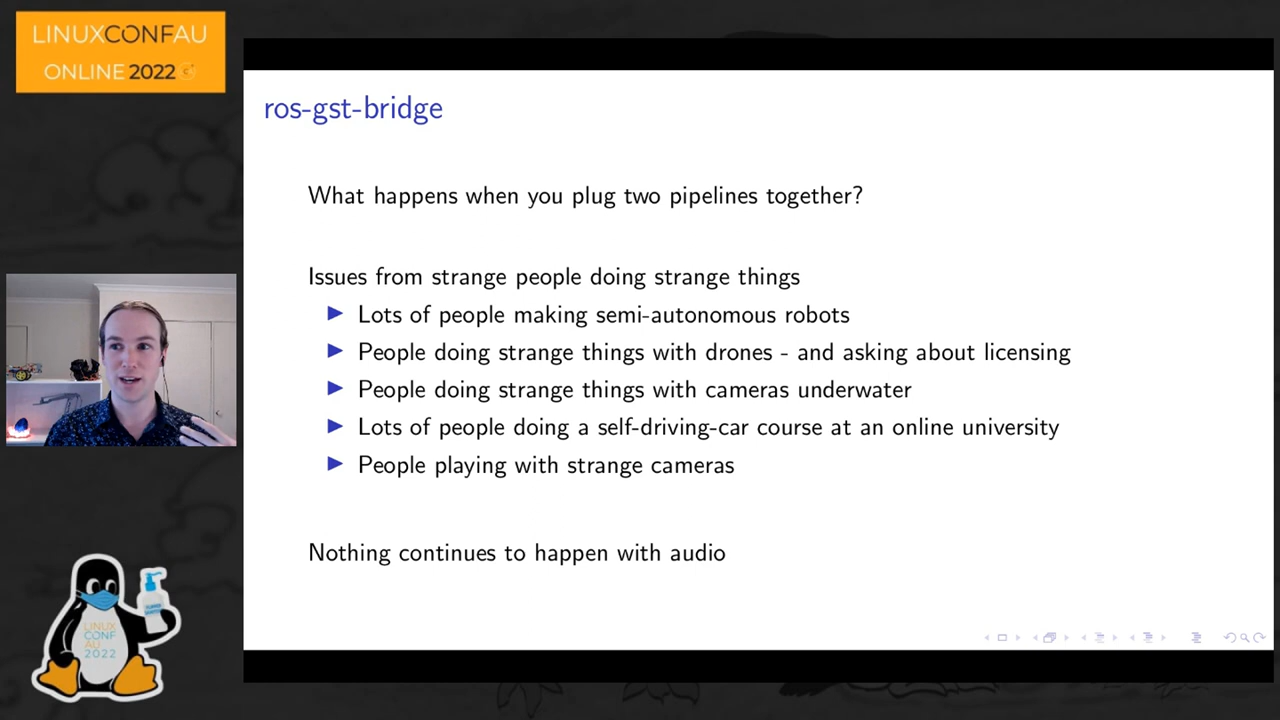 LINUXCONFAU
ONLINE 2022
ros-gst-bridge
What happens when you plug two pipelines together?
Issues from strange people doing strange things
Lots of people making semi-autonomous robots
People doing strange things with drones - and asking about licensing
People doing strange things with cameras underwater
Lots of people doing a self-driving-car course at an online university
People playing with strange cameras
Nothing continues to happen with audio
LINUX
CONF
AU
2022